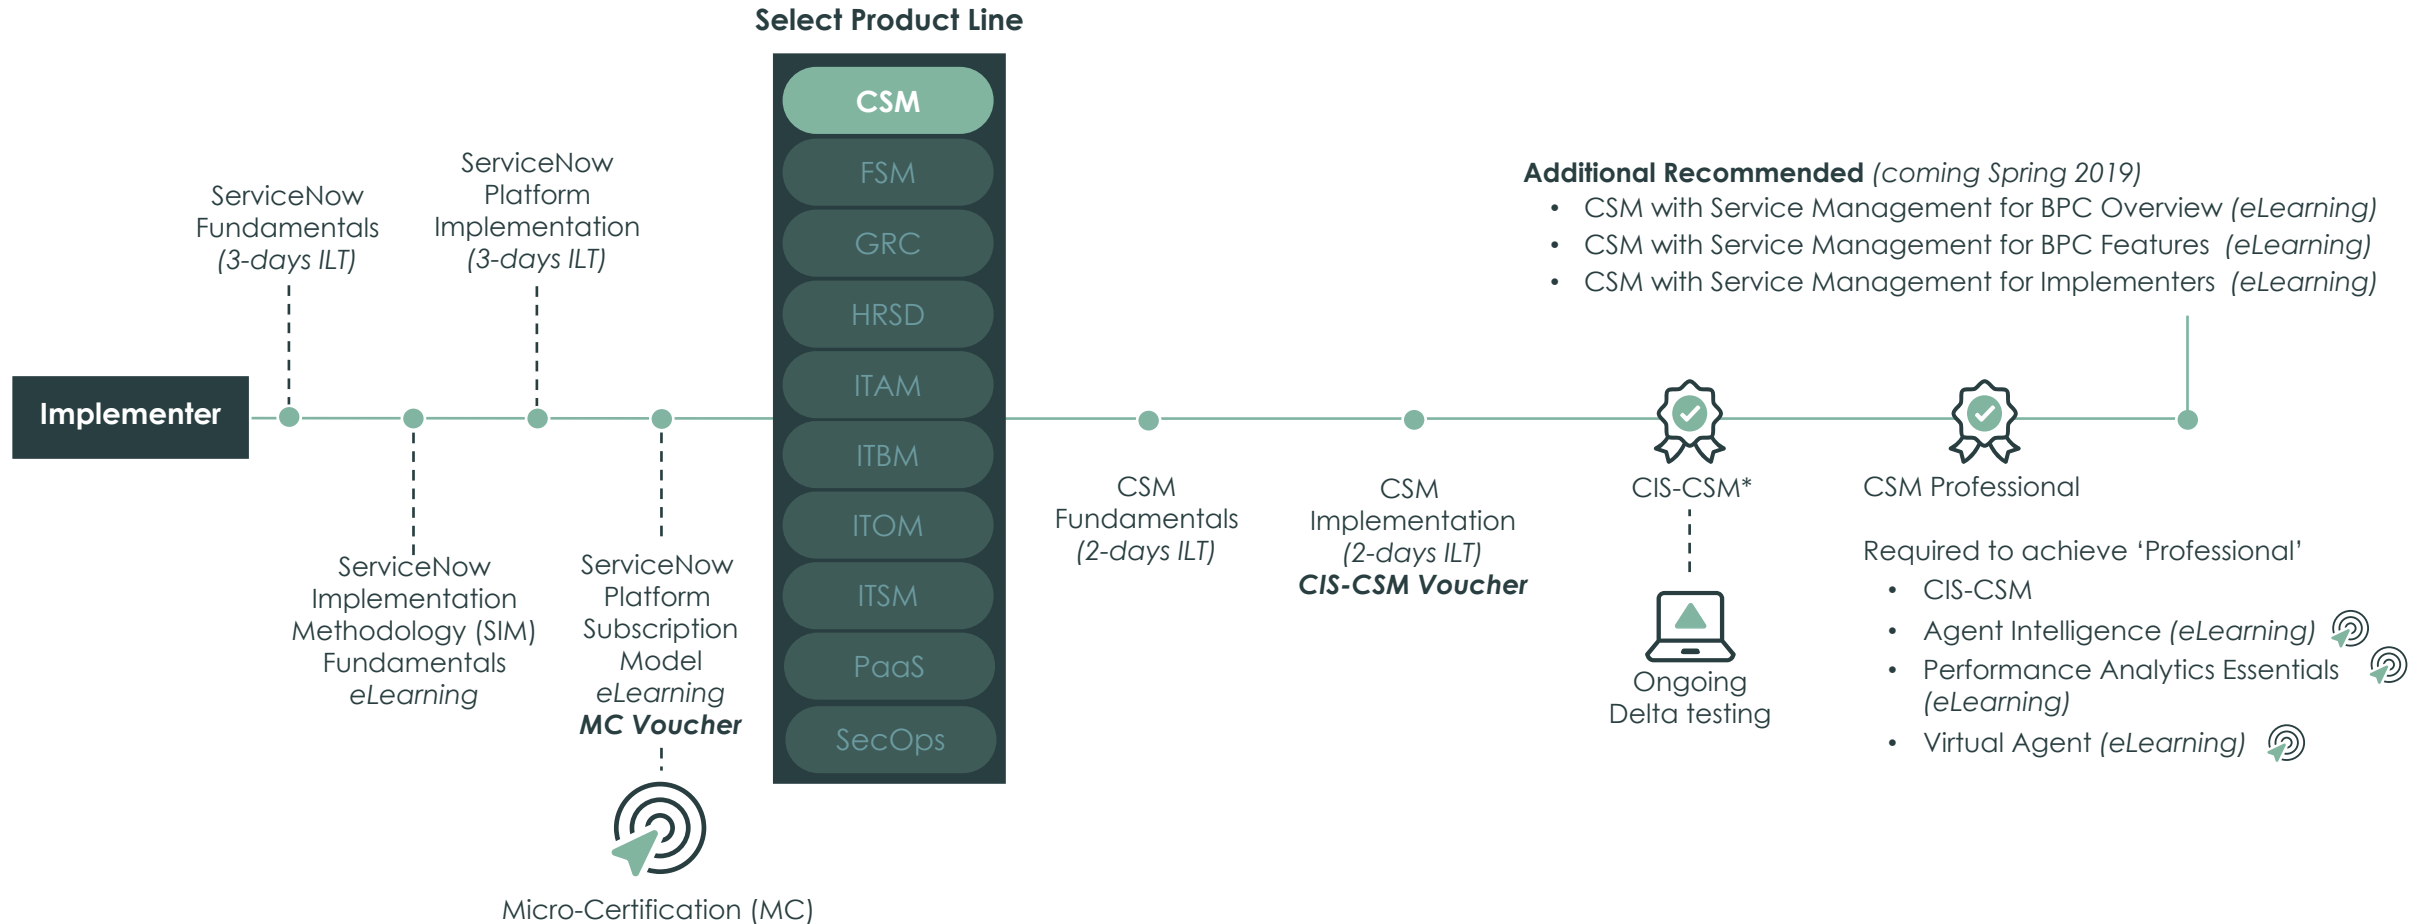 Select Product Line
CSM
FSM
GRC
HRSD
ITAM
ITBM
ITOM
ITSM
PaaS
SecOps
Implementer
ServiceNow
Fundamentals
(3-days ILT)
ServiceNow
Implementation
Methodology (SIM)
Fundamentals
eLearning
ServiceNow
Platform
Implementation
(3-days ILT)
ServiceNow
Platform
Subscription
Model
eLearning
MC Voucher
Micro-Certification (MC)
CSM
Fundamentals
(2-days ILT)
CSM
Implementation
(2-days ILT)
CIS-CSM Voucher
CIS-CSM*
Ongoing
Delta testing
CSM Professional
Required to achieve ‘Professional’
• CIS-CSM
• Agent Intelligence (eLearning)
• Performance Analytics Essentials
(eLearning)
• Virtual Agent (eLearning)
Additional Recommended (coming Spring 2019)
• CSM with Service Management for BPC Overview (eLearning)
• CSM with Service Management for BPC Features (eLearning)
• CSM with Service Management for Implementers (eLearning)